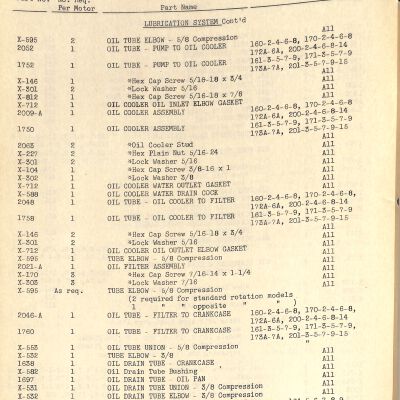 Per Motor Part Name
LUBRICATION SYSTEM Cont'd
All
X-595 2 OIL TUBE ELBOW - 5/8 Compression
2052 1 OIL TUBE - PUMP TO OIL COOLER 160-2-4-6-8, 170-2-4-6-8
172A-6A, 200-2-4-6-8-14
1752 1 OIL TUBE - PUMP TO OIL COOLER 161-3-5-7-9, 171-3-5-7-9
173A-7A, 201-3-5-7-9-15
X-146 1 *Hex Cap Screw 5/16-18 x 3/4 All
X-301 2 *Lock Washer 5/16 All
X-812 1 *Hex Cap Screw 5/16-18 x 7/8 All
X-712 1 OIL COOLER OIL INLET ELBOW GASKET All
2009-A 1 OIL COOLER ASSEMBLY 160-2-4-6-8, 170-2-4-6-8
172A-6A, 200-2-4-6-8-14
1750 1 OIL COOLER ASSEMBLY 161-3-5-7-9, 171-3-5-7-9
173A-7A, 201-3-5-7-9-15
2063 2 *Oil Cooler Stud All
X-227 2 *Hex Plain Nut 5/16-24 All
X-301 2 *Lock Washer 5/16 All
X-104 1 *Hex Cap Screw 3/8-16 x 1 All
X-302 1 *Lock Washer 3/8 All
X-712 1 OIL COOLER WATER OUTLET GASKET All
X-588 1 OIL COOLER WATER DRAIN COCK All
2048 1 OIL TUBE - OIL COOLER TO FILTER 160-2-4-6-8, 170-2-4-6-8,
172A-6A, 200-2-4-6-8-14
1758 1 OIL TUBE - OIL COOLER TO FILTER 161-3-5-7-9, 171-3-5-7-9,
173A-7A, 201-3-5-7-9-15
X-146 2 *Hex Cap Screw 5/16-18 x 3/4 All
X-301 2 *Lock Washer 5/16 All
X-712 1 OIL COOLER OIL OUTLET ELBOW GASKET All
X-595 1 TUBE ELBOW - 5/8 Compression All
2021-A 1 OIL FILTER ASSEMBLY All
X-170 3 *Hex Cap Screw 7/16-14 x 1-1/4 All
X-303 3 *Lock Washer 7/16 All
X-595 As req. TUBE ELBOW - 5/8 Compression All
(2 required for standard rotation models
1 " " opposite " " )
2046-A 1 OIL TUBE - FILTER TO CRANKCASE 160-2-4-6-8, 170-2-4-6-8,
172A-6A, 200-2-4-6-8-14
1760 1 OIL TUBE - FILTER TO CRANKCASE 161-3-5-7-9, 171-3-5-7-9,
173A-7A, 201-3-5-7-9-15
X-553 1 OIL TUBE UNION - 5/8 Compression All
X-532 1 TUBE ELBOW - 3/8 All
1638 1 OIL DRAIN TUBE - CRANKCASE All
X-582 1 Oil Drain Tube Bushing All
1697 1 OIL DRAIN TUBE - OIL PAN All
X-531 1 OIL DRAIN TUBE UNION - 3/8 Compression All
X-532 1 OIL DRAIN TUBE ELBOW - 3/8 Compression All